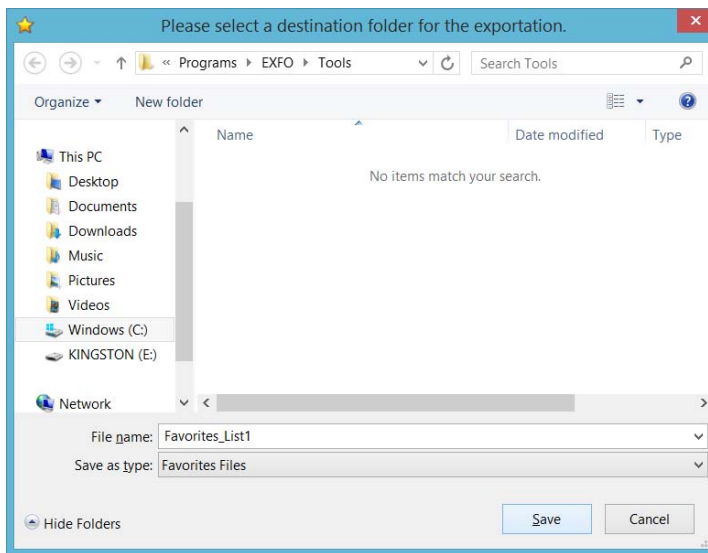 Please select a destination folder for the exportation.
« Programs EXFO Tools
Search Tools
Organize
New folder
Name
Date modified
Type
No items match your search.
This PC
Desktop
Documents
Downloads
Music
Pictures
Videos
Windows (C:)
KINGSTON (E:)
Network
File name: Favorites_List1
Save as type: Favorites Files
Hide Folders
Save
Cancel